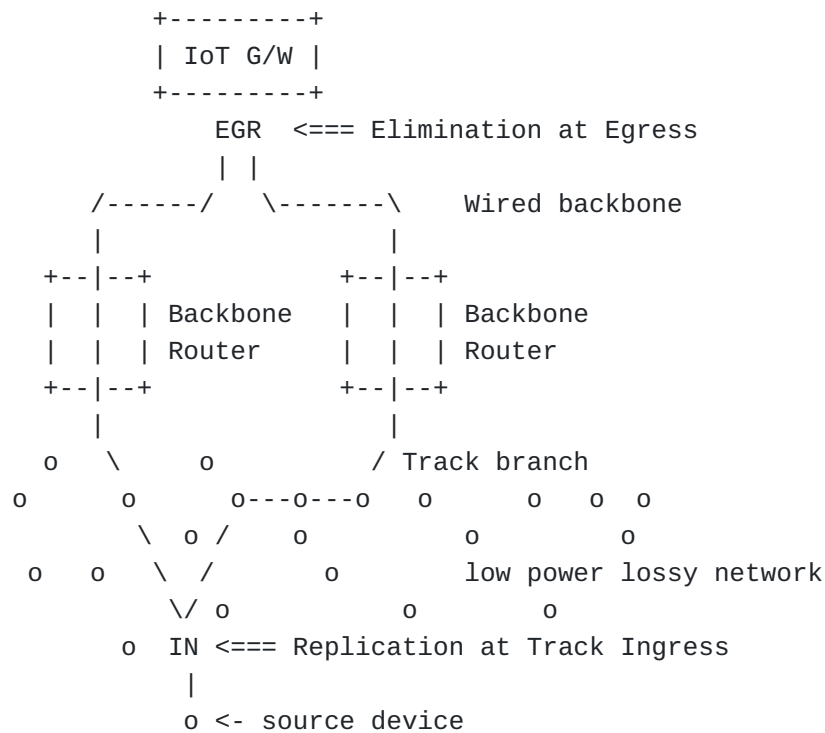 +---------+
| IoT G/W |
+---------+
EGR <=== Elimination at Egress
| |
/------/ \-------\ Wired backbone
| |
+--|--+ +--|--+
| | | Backbone | | | Backbone
| | | Router | | | Router
+--|--+ +--|--+
| |
o \ o / Track branch
o o o---o---o o o o o
\ o / o o o
o o \ / o low power lossy network
\/ o o o
o IN <=== Replication at Track Ingress
|
o <- source device